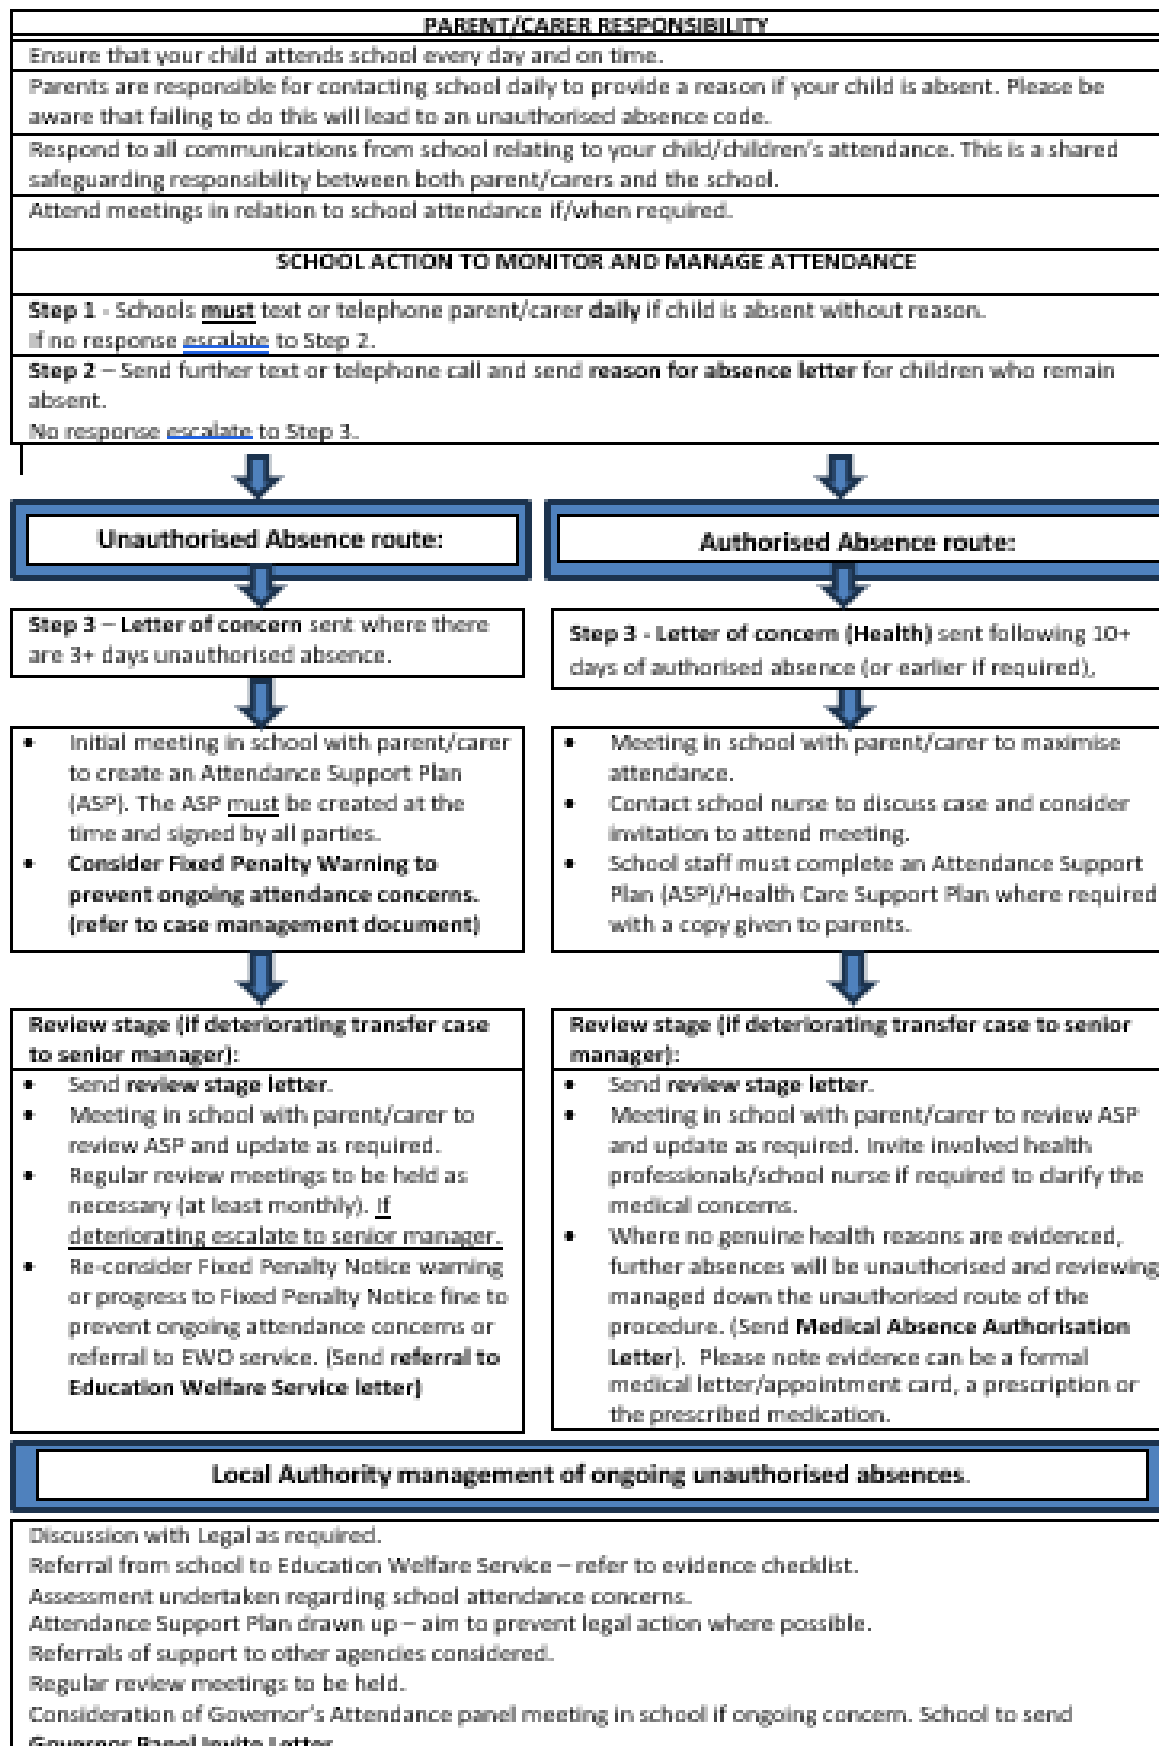 PARENT/CARER RESPONSIBILITY
Ensure that your child attends school every day and on time.
Parents are responsible for contacting school daily to provide a reason if your child is absent. Please be
aware that failing to do this will lead to an unauthorised absence code.
Respond to all communications from school relating to your child/children's attendance. This is a shared
safeguarding responsibility between both parent/carers and the school.
Attend meetings in relation to school attendance if/when required.
SCHOOL ACTION TO MONITOR AND MANAGE ATTENDANCE
Step 1 - Schools must text or telephone parent/carer daily if child is absent without reason.
If no response escalate to Step 2.
Step 2 – Send further text or telephone call and send reason for absence letter for children who remain
absent.
No response escalate to Step 3.
Unauthorised Absence route:
Step 3 – Letter of concern sent where there
are 3+ days unauthorised absence.
• Initial meeting in school with parent/carer
to create an Attendance Support Plan
(ASP). The ASP must be created at the
time and signed by all parties.
• Consider Fixed Penalty Warning to
prevent ongoing attendance concerns.
(refer to case management document)
Review stage (if deteriorating transfer case
to senior manager):
• Send review stage letter.
• Meeting in school with parent/carer to
review ASP and update as required.
• Regular review meetings to be held as
necessary (at least monthly). If
deteriorating escalate to senior manager.
• Re-consider Fixed Penalty Notice warning
or progress to Fixed Penalty Notice fine to
prevent ongoing attendance concerns or
referral to EWO service. (Send referral to
Education Welfare Service letter)
Authorised Absence route:
Step 3 - Letter of concern (Health) sent following 10+
days of authorised absence (or earlier if required),
• Meeting in school with parent/carer to maximise
attendance.
• Contact school nurse to discuss case and consider
invitation to attend meeting.
• School staff must complete an Attendance Support
Plan (ASP)/Health Care Support Plan where required
with a copy given to parents.
Review stage (if deteriorating transfer case to senior
manager):
• Send review stage letter.
• Meeting in school with parent/carer to review ASP
and update as required. Invite involved health
professionals/school nurse if required to clarify the
medical concerns.
• Where no genuine health reasons are evidenced,
further absences will be unauthorised and reviewing
managed down the unauthorised route of the
procedure. (Send Medical Absence Authorisation
Letter). Please note evidence can be a formal
medical letter/appointment card, a prescription or
the prescribed medication.
Local Authority management of ongoing unauthorised absences.
Discussion with Legal as required.
Referral from school to Education Welfare Service – refer to evidence checklist.
Assessment undertaken regarding school attendance concerns.
Attendance Support Plan drawn up – aim to prevent legal action where possible.
Referrals of support to other agencies considered.
Regular review meetings to be held.
Consideration of Governor's Attendance panel meeting in school if ongoing concern. School to send
Governor Panel Invite Letter